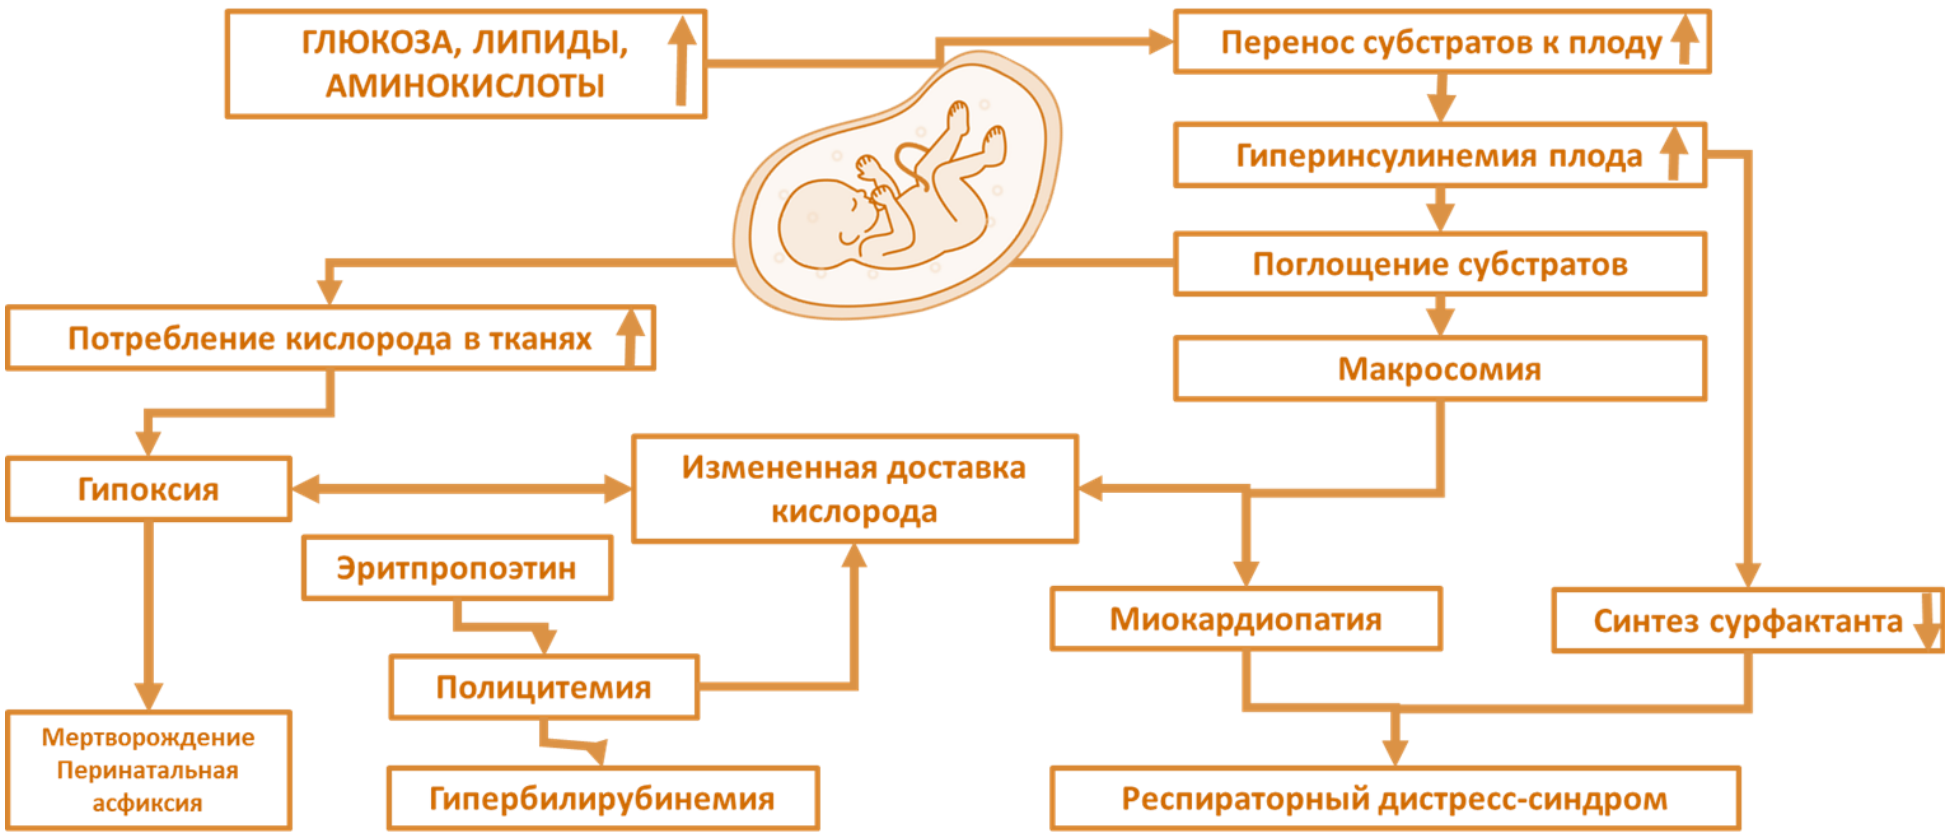 ГЛЮКОЗА, ЛИПИДЫ,
АМИНОКИСЛОТЫ
Перенос субстратов к плоду
Гиперинсулинемия плода
Поглощение субстратов
Потребление кислорода в тканях
Макросомия
Гипоксия
Измененная доставка
кислорода
Эритпропоэтин
Миокардиопатия
Синтез сурфактанта
Полицитемия
Мертворождение
Перинатальная
асфиксия
Гипербилирубинемия
Респираторный дистресс-синдром